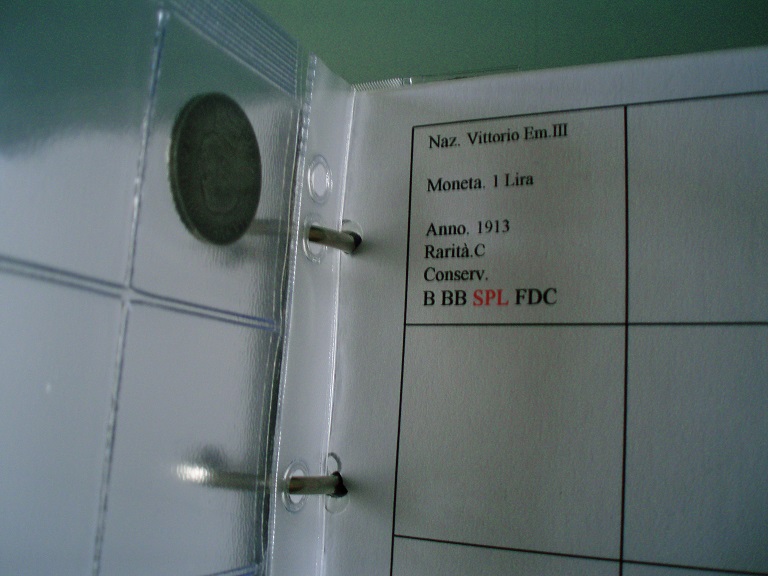 Naz. Vittorio Em.III
Moneta. 1 Lira
Anno. 1913
Rarità.C
Conserv.
B BB SPL FDC